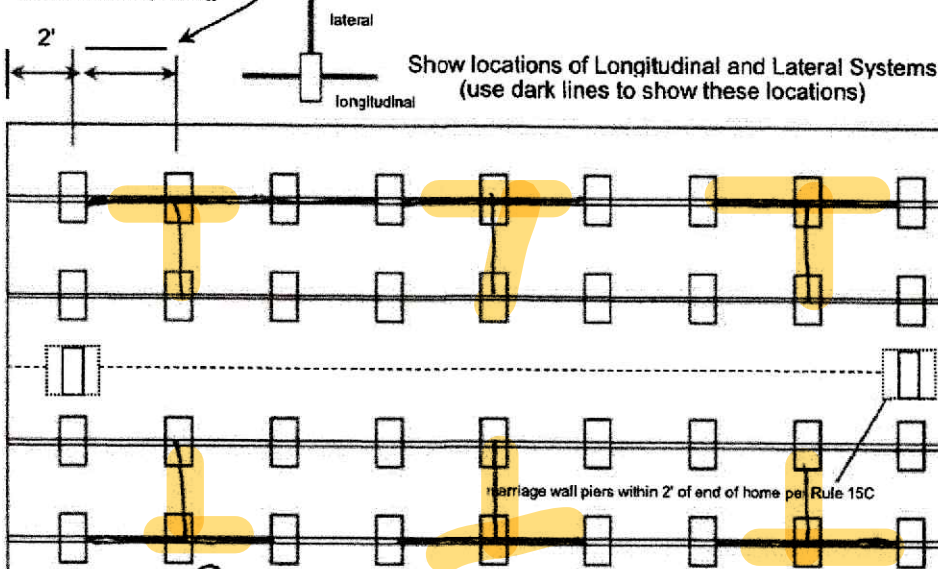 2'
lateral
longitudinal
Show locations of Longitudinal and Lateral Systems
(use dark lines to show these locations)
marriage wall piers within 2' of end of home per Rule 15C